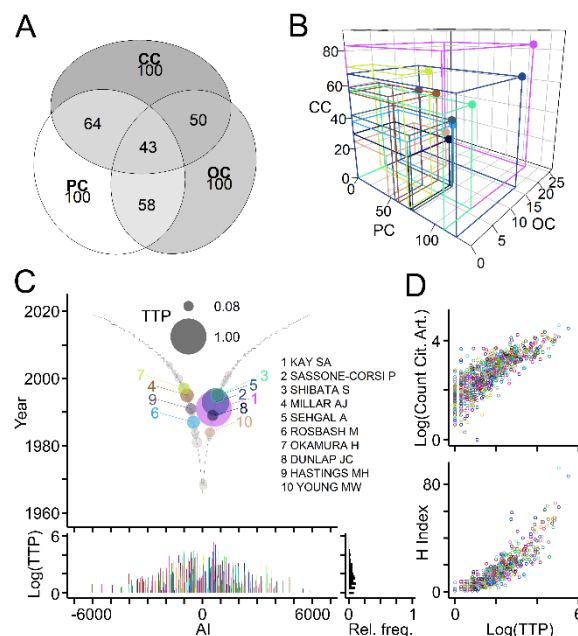 A
CC
100
64
50
43
PC
100
OC
100
58
B
80
60
CC
40
20
0
50
PC
100
0
5
10
15
20
25
OC
C
2020
TTP
0.08
1.00
2000
Year
1980
1960
7
4
9
6
3
5
2
1
8
10
1 KAY SA
2 SASSONE-CORSI P
3 SHIBATA S
4 MILLAR AJ
5 SEHGAL A
6 ROSBASH M
7 OKAMURA H
8 DUNLAP JC
9 HASTINGS MH
10 YOUNG MW
6
Log(TTP)
0
-6000
0
6000
AI
0
1
Rel. freq.
D
4
Log(Count Cit. Art.)
0
80
H Index
40
0
0
6
Log(TTP)